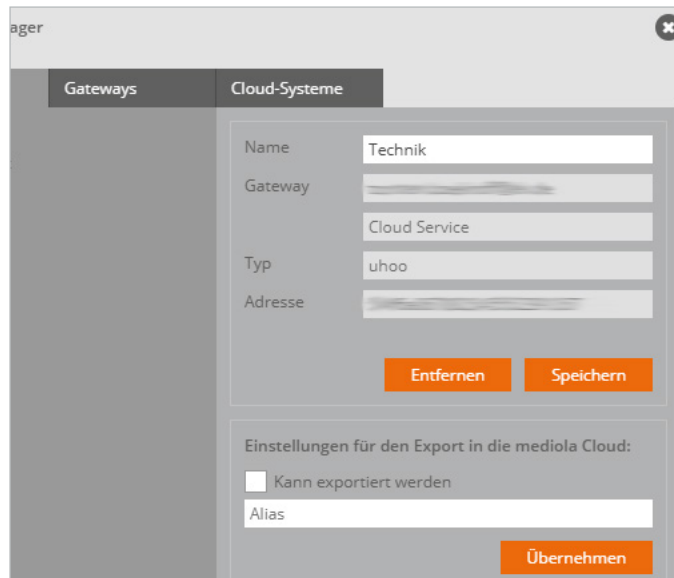 ager
Gateways
Cloud-Systeme
Name
Technik
Gateway
Cloud Service
Typ
uhoo
Adresse
Entfernen
Speichern
Einstellungen für den Export in die mediola Cloud:
Kann exportiert werden
Alias
Übernehmen